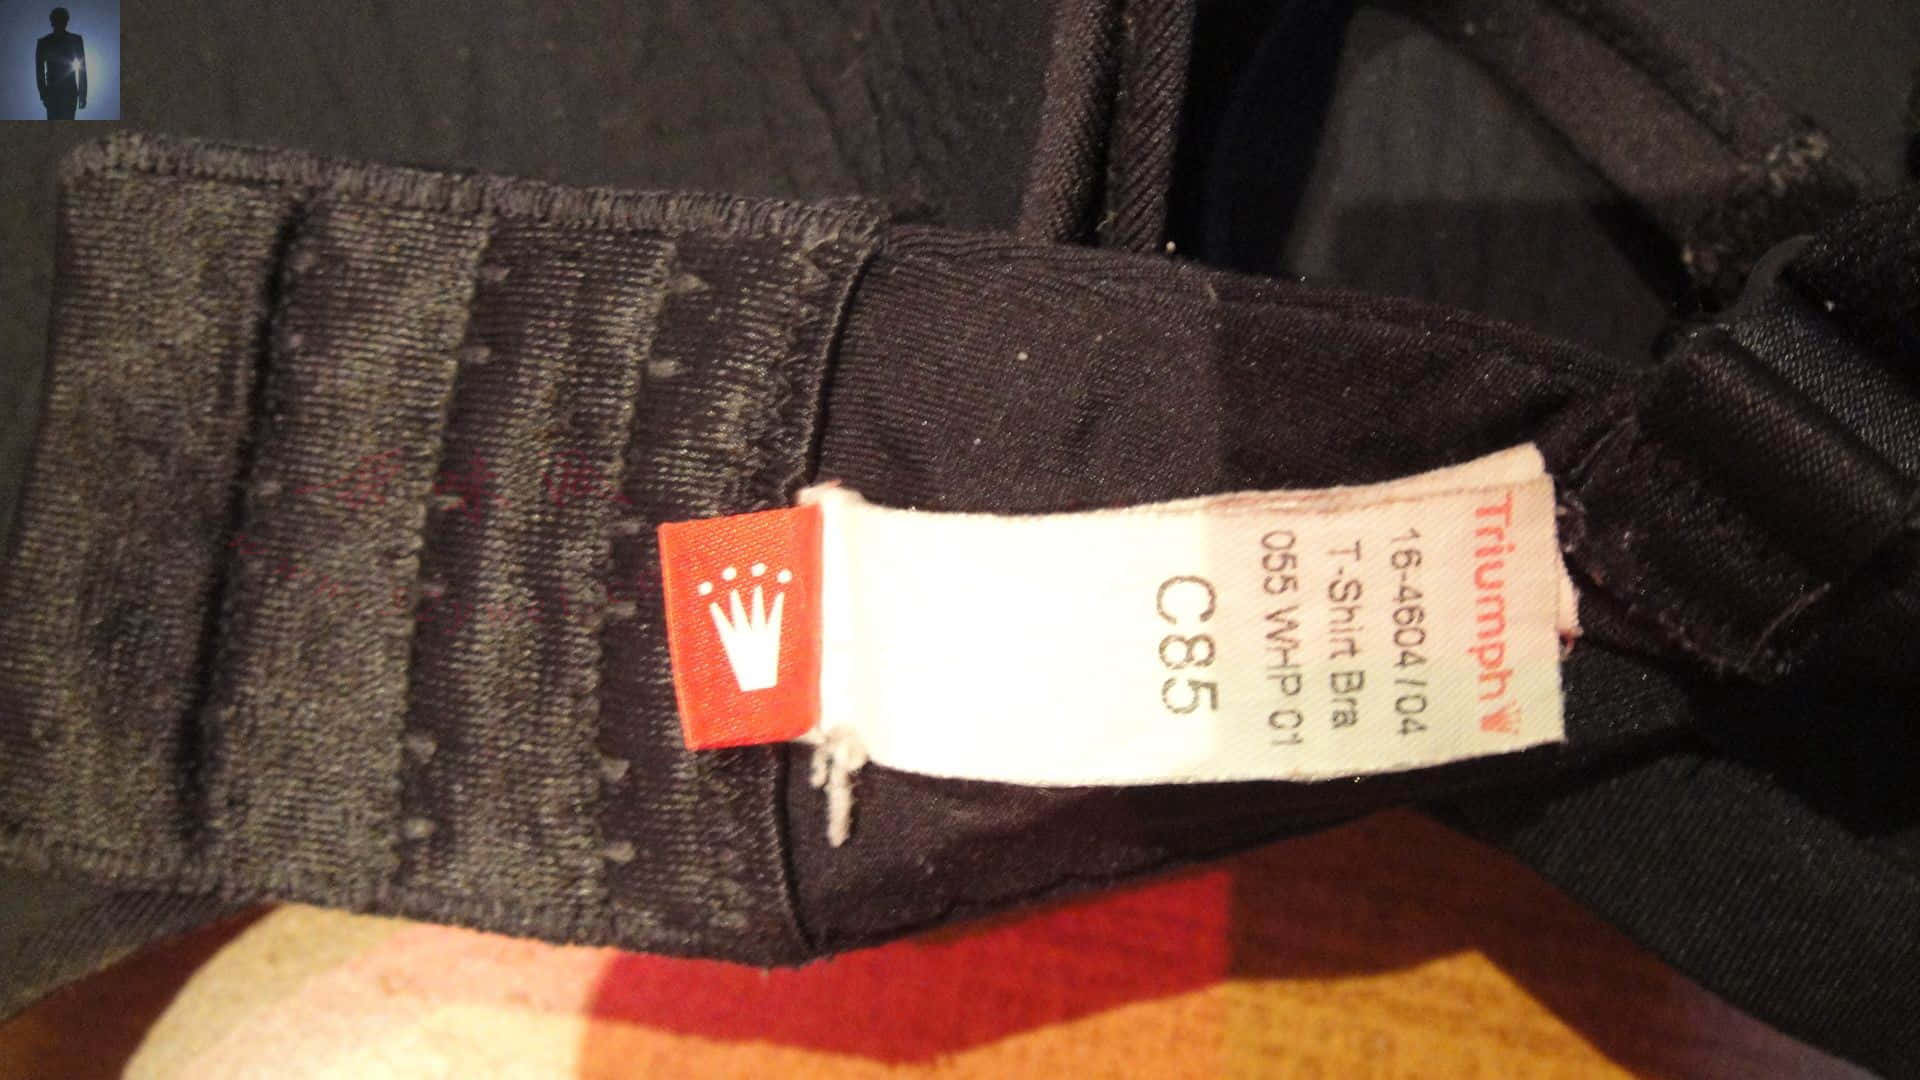 Triumph
16-4604/04
T-Shirt Bra
055 WHP 01
C85